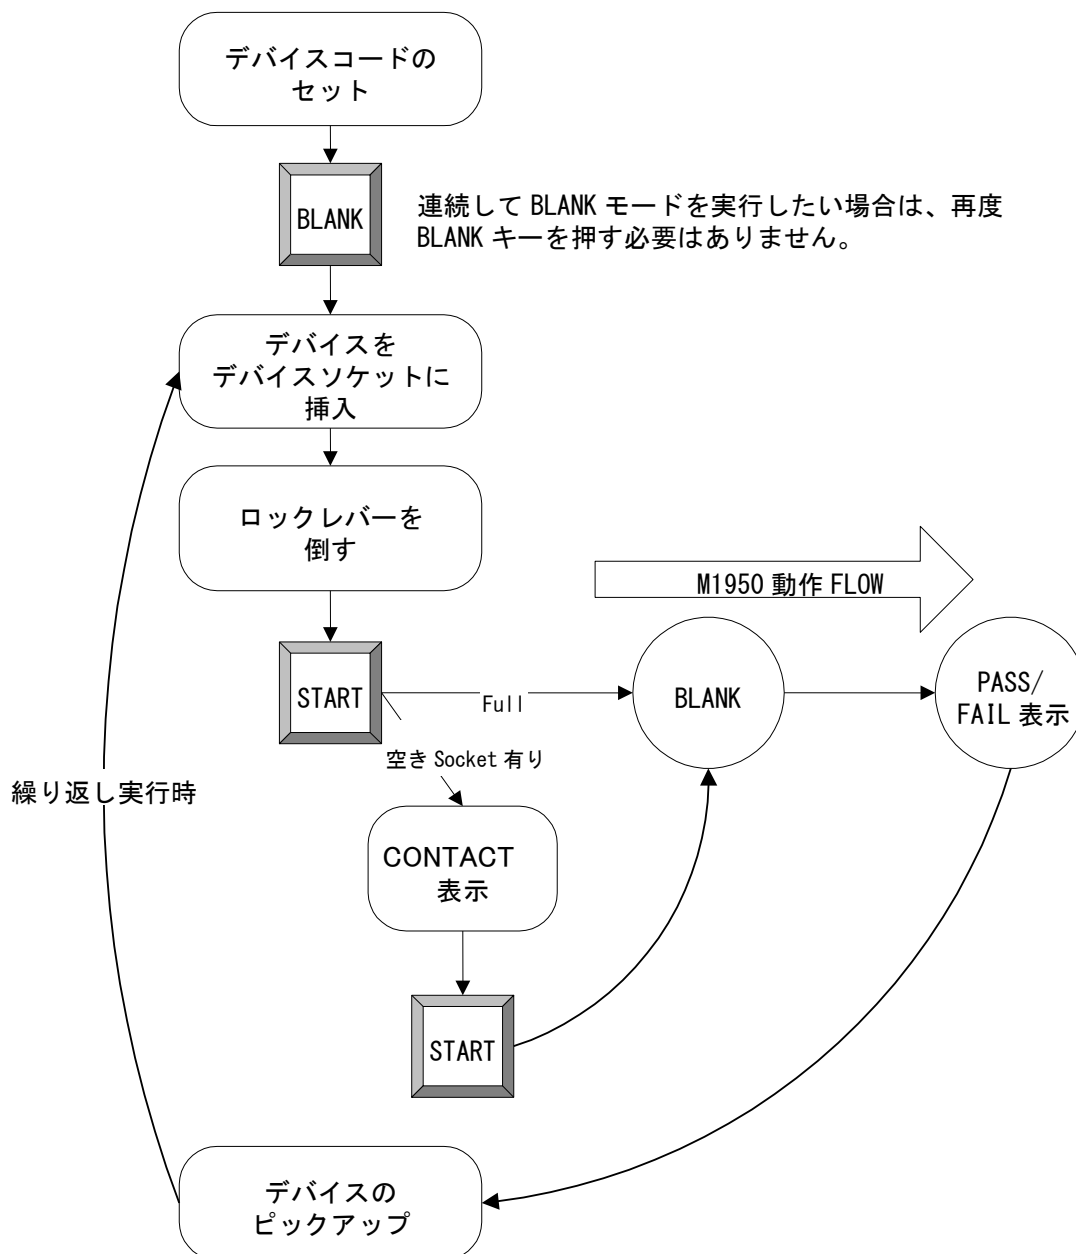 デバイスコードの
セット
BLANK
連続して BLANK モードを実行したい場合は、再度
BLANK キーを押す必要はありません。
デバイスを
デバイスソケットに
挿入
ロックレバーを
倒す
M1950 動作 FLOW
START
Full
BLANK
PASS/
FAIL 表示
空き Socket 有り
繰り返し実行時
CONTACT
表示
START
デバイスの
ピックアップ